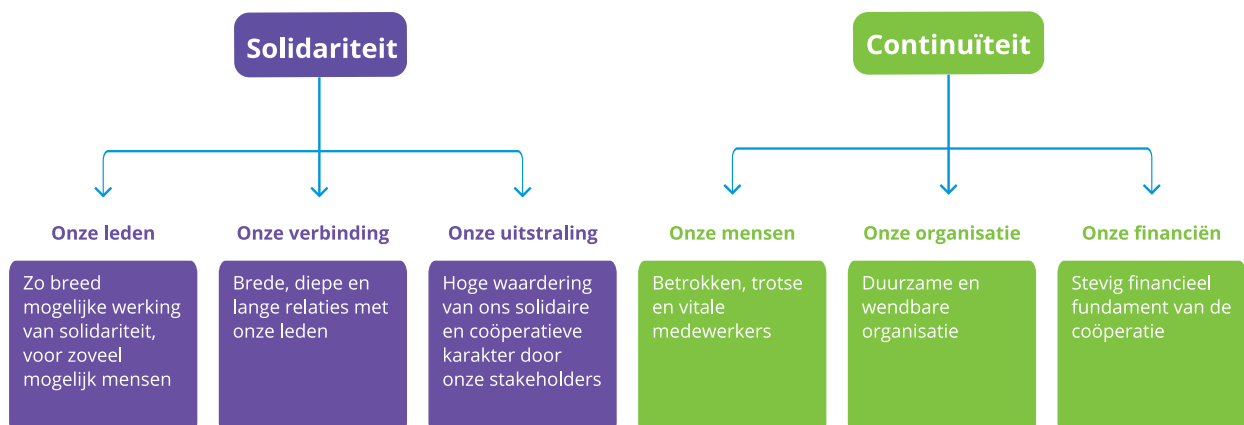 Solidariteit
Continuïteit
Onze leden
Zo breed
mogelijke werking
van solidariteit,
voor zoveel
mogelijk mensen
Onze verbinding
Brede, diepe en
lange relaties met
onze leden
Onze uitstraling
Hoge waardering
van ons solidaire
en coöperatieve
karakter door
onze stakeholders
Onze mensen
Betrokken, trotse
en vitale
medewerkers
Onze organisatie
Duurzame en
wendbare
organisatie
Onze financiën
Stevig financieel
fundament van de
coöperatie